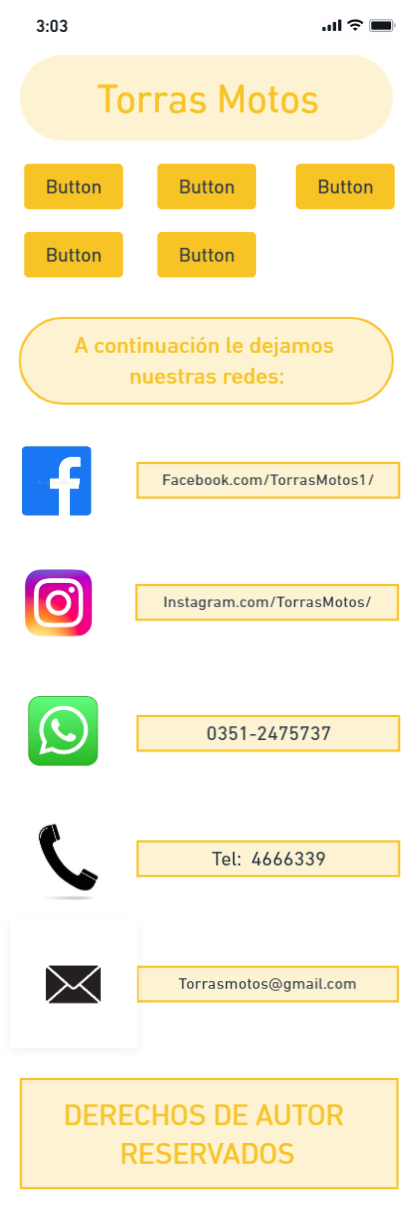 3:03
Torras Motos
Button Button Button
Button Button
A continuación le dejamos
nuestras redes:
Facebook.com/TorrasMotos1/
Instagram.com/TorrasMotos/
0351-2475737
Tel: 4666339
Torrasmotos@gmail.com
DERECHOS DE AUTOR
RESERVADOS